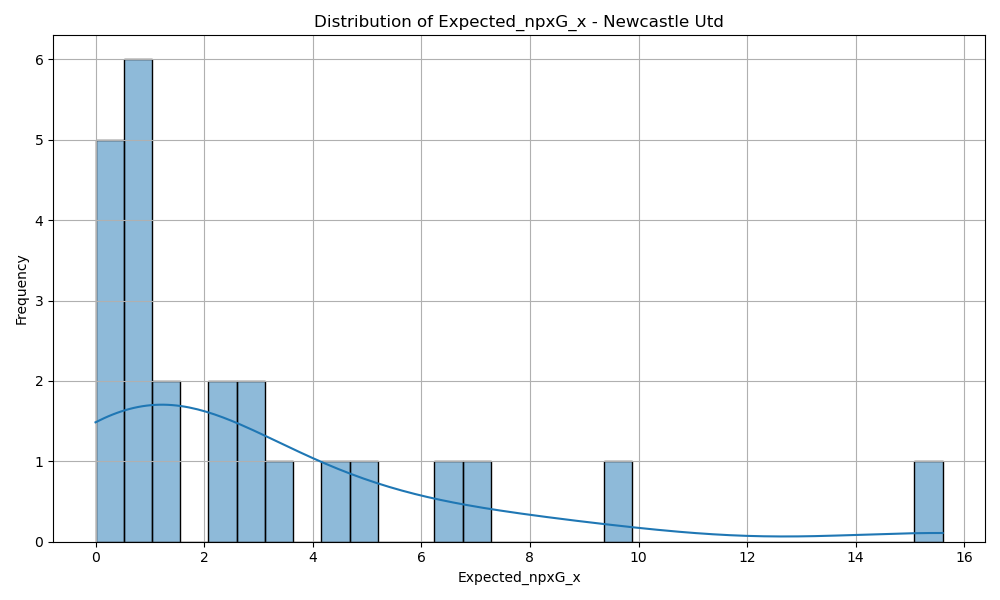 Distribution of Expected_npxG_x - Newcastle Utd
6
5
4
3
2
1
0
Frequency
0 2 4 6 8 10 12 14 16
Expected_npxG_x